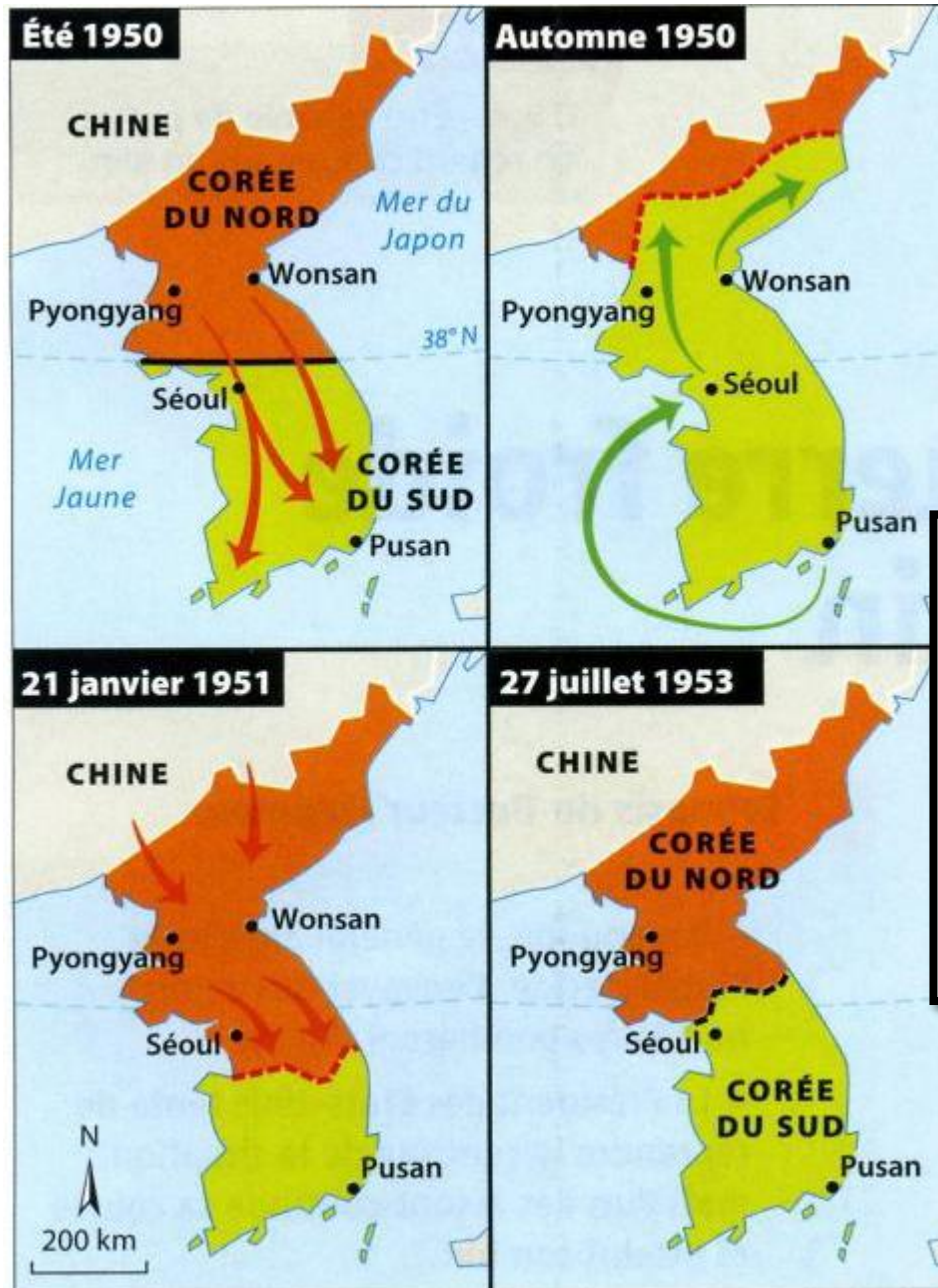 Été 1950
CHINE
CORÉE
DU NORD
Mer du
Japon
Wonsan
Pyongyang
38° N
Séoul
Mer
Jaune
CORÉE
DU SUD
Pusan
Automne 1950
Wonsan
Pyongyang
Séoul
Pusan
21 janvier 1951
CHINE
Wonsan
Pyongyang
Séoul
N
Pusan
200 km
27 juillet 1953
CHINE
CORÉE
DU NORD
Pyongyang
Séoul
CORÉE
DU SUD
Pusan